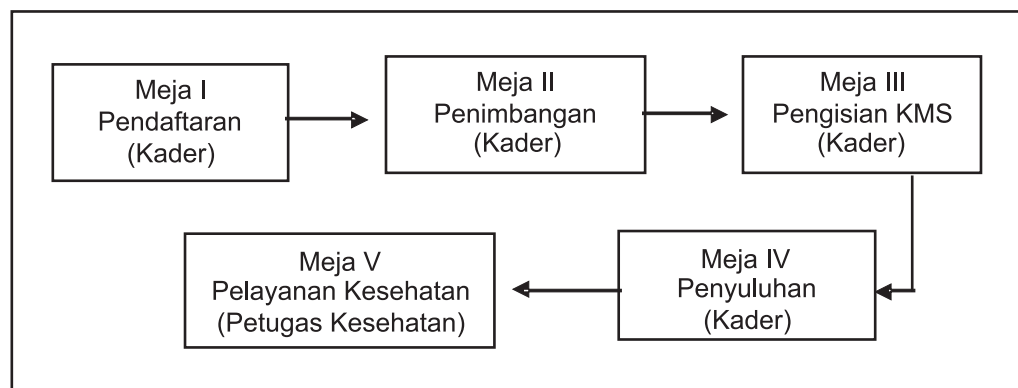 Meja I
Pendaftaran
(Kader)
Meja II
Penimbangan
(Kader)
Meja III
Pengisian KMS
(Kader)
Meja IV
Penyuluhan
(Kader)
Meja V
Pelayanan Kesehatan
(Petugas Kesehatan)